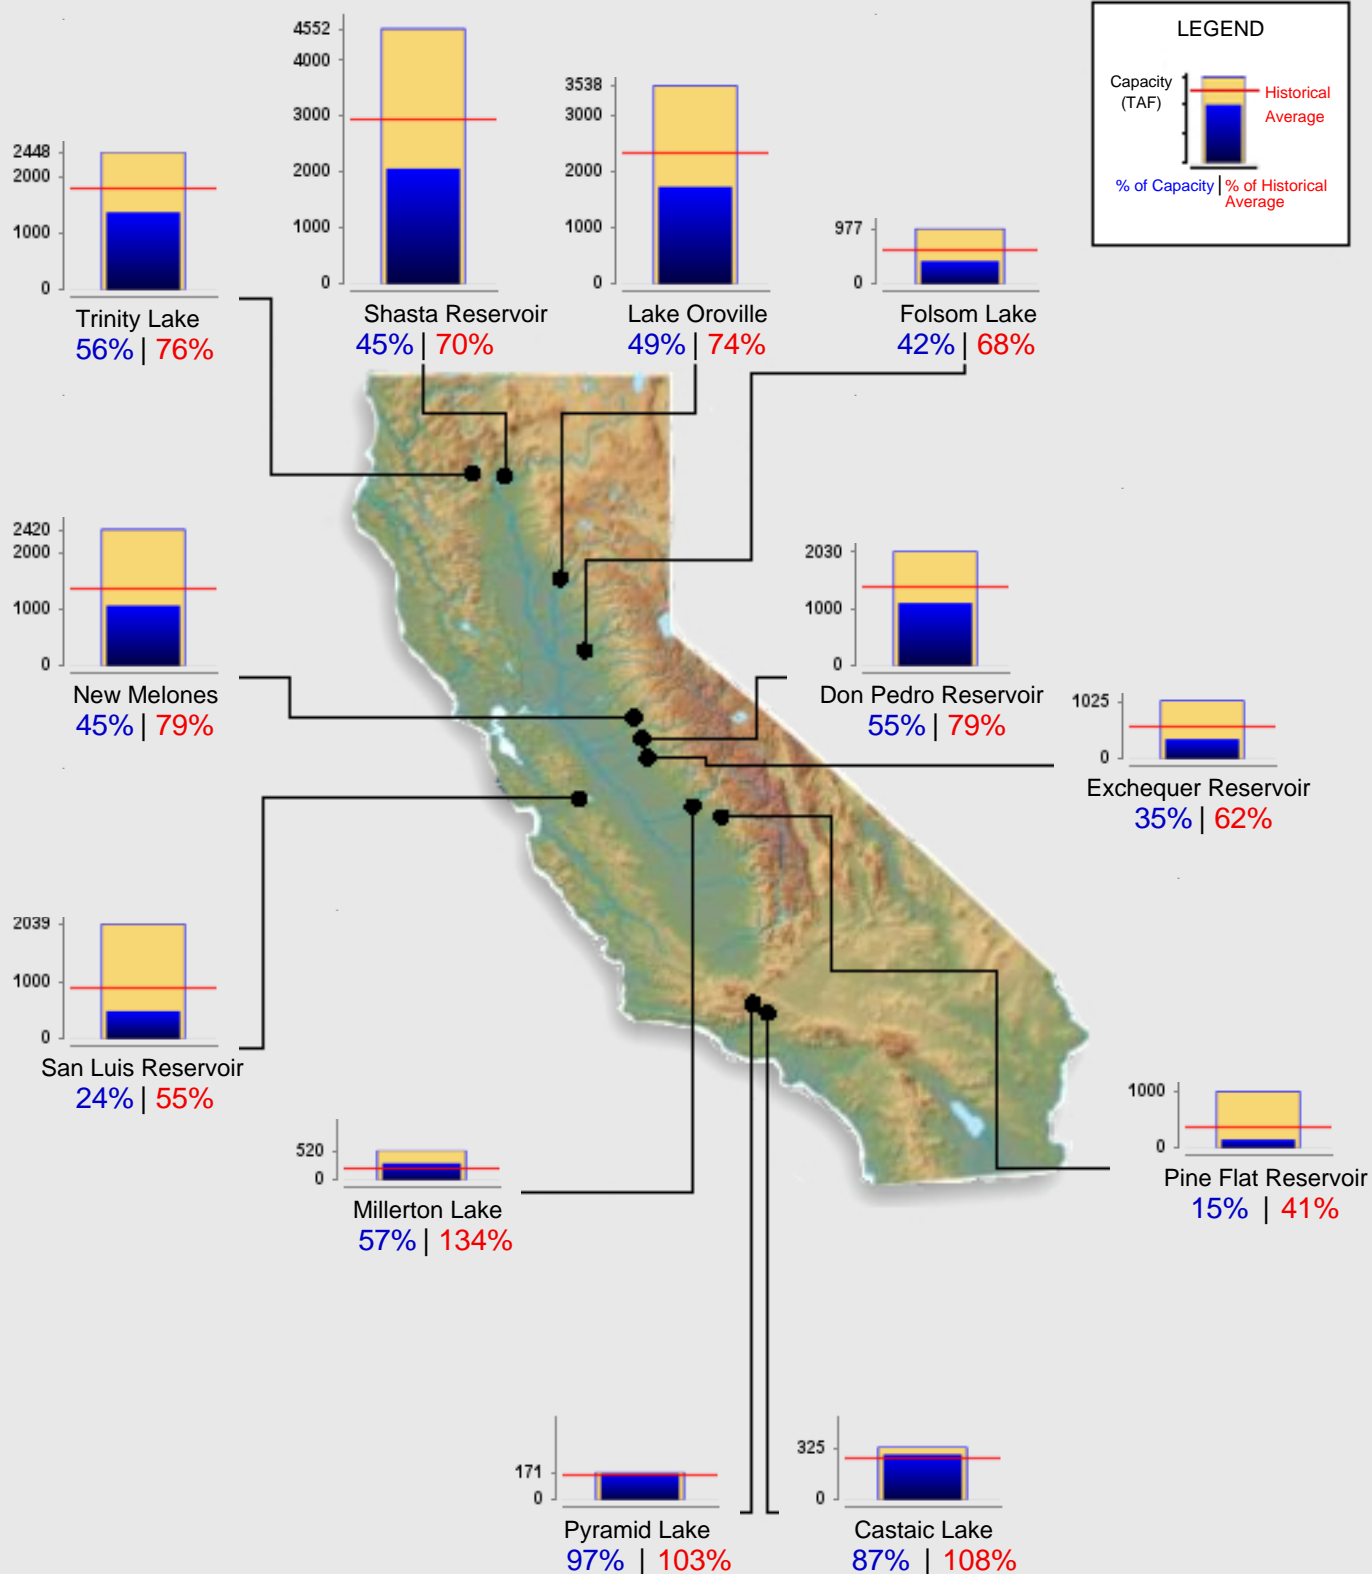 4552
4000
3000
2000
1000
0
Shasta Reservoir
45% | 70%
3538
3000
2000
1000
0
Lake Oroville
49% | 74%
LEGEND
Capacity
(TAF)
Historical
Average
% of Capacity | % of Historical
Average
2448
2000
1000
0
Trinity Lake
56% | 76%
977
0
Folsom Lake
42% | 68%
2420
2000
1000
0
New Melones
45% | 79%
2030
1000
0
Don Pedro Reservoir
55% | 79%
1025
0
Exchequer Reservoir
35% | 62%
2039
1000
0
San Luis Reservoir
24% | 55%
520
0
Millerton Lake
57% | 134%
1000
0
Pine Flat Reservoir
15% | 41%
171
0
Pyramid Lake
97% | 103%
325
0
Castaic Lake
87% | 108%